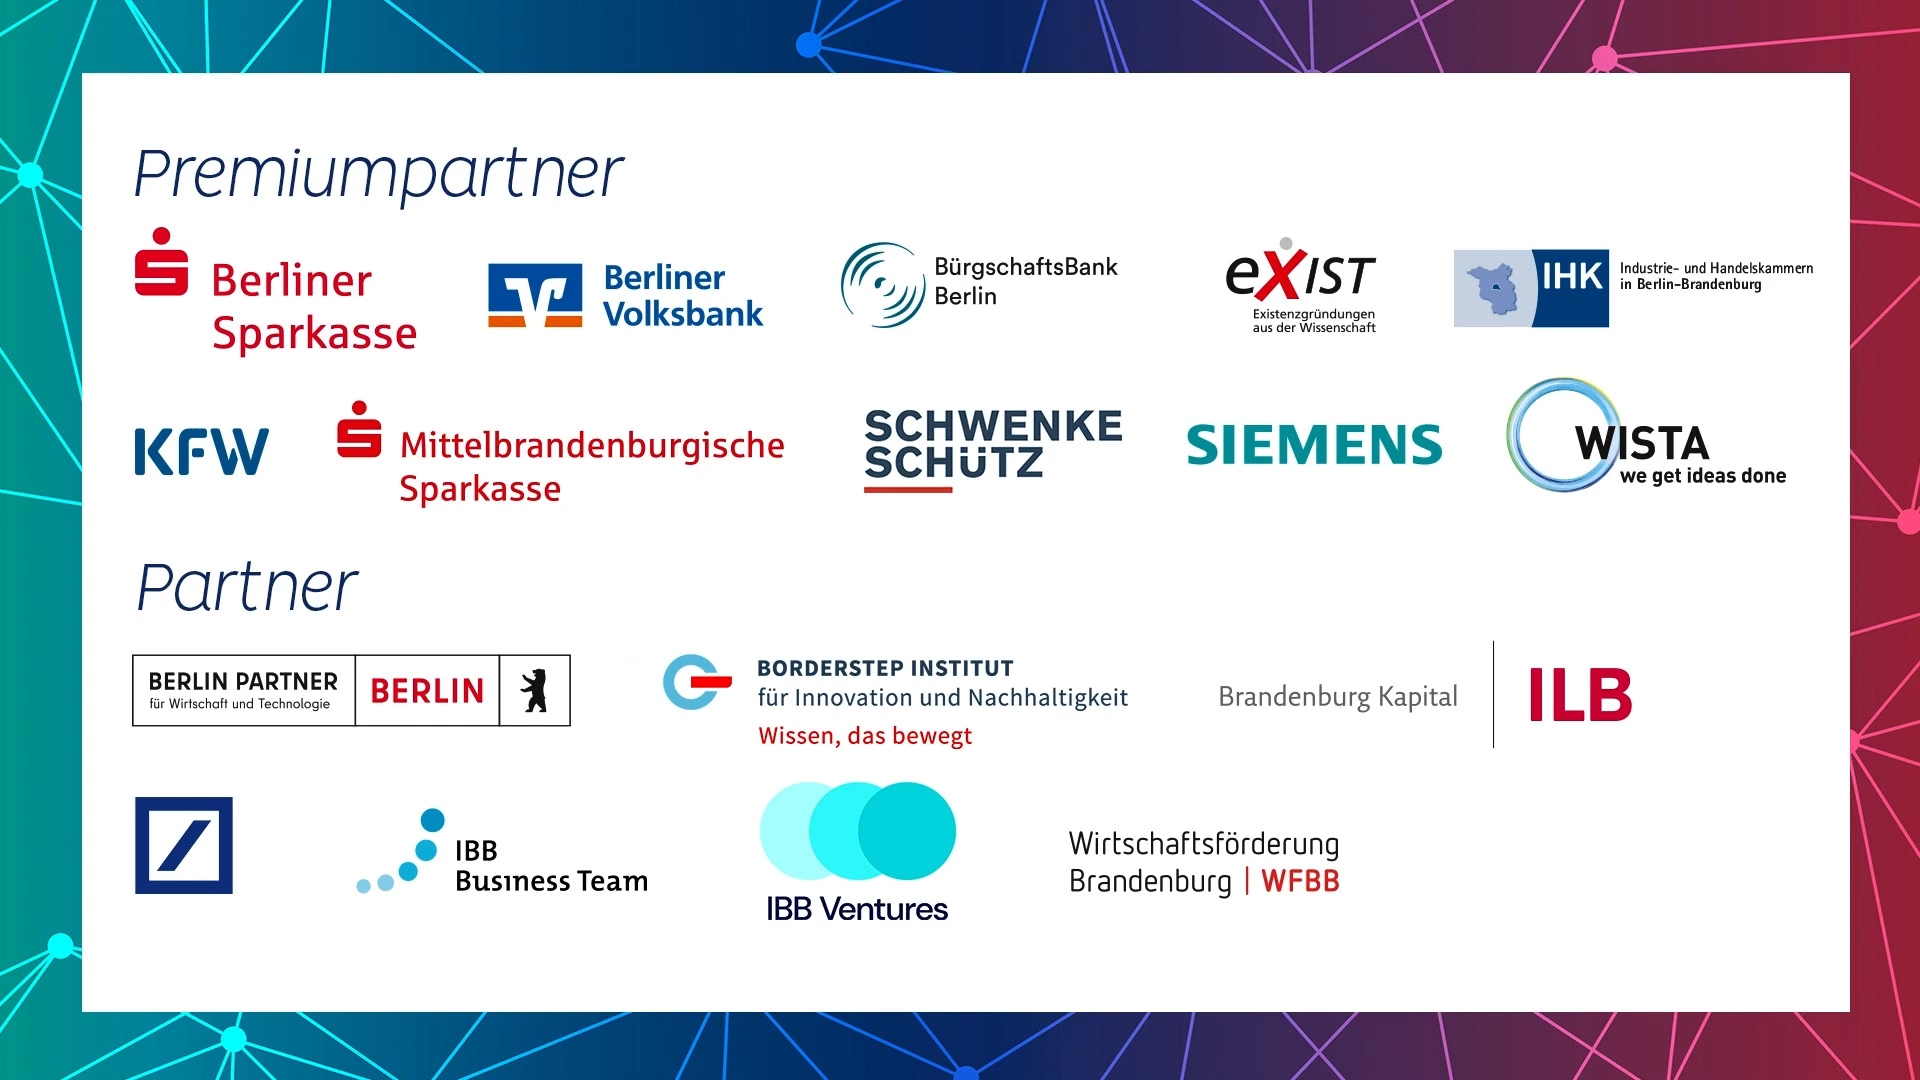 Premiumpartner
Berliner
Sparkasse
Berliner
Volksbank
BürgschaftsBank
Berlin
eXIST
Existenzgründungen
aus der Wissenschaft
IHK
Industrie- und Handelskammern
in Berlin-Brandenburg
KFW
Mittelbrandenburgische
Sparkasse
SCHWENKE
SCHÜTZ
SIEMENS
WISTA
we get ideas done
Partner
BERLIN PARTNER
für Wirtschaft und Technologie
BERLIN
BORDERSTEP INSTITUT
für Innovation und Nachhaltigkeit
Wissen, das bewegt
Brandenburg Kapital
ILB
IBB
Business Team
IBB Ventures
Wirtschaftsförderung
Brandenburg | WFBB